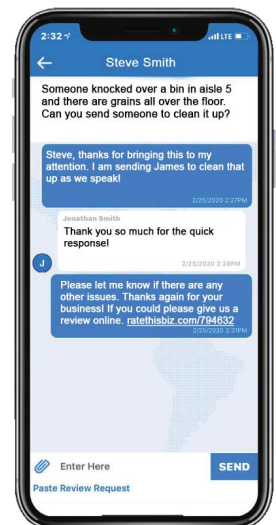 2:32
LTE
Steve Smith
Someone knocked over a bin in aisle 5
and there are grains all over the floor.
Can you send someone to clean it up?
Steve, thanks for bringing this to my
attention. I am sending James to clean that
up as we speak!
2/25/2020 2:27PM
Jonathan Smith
Thank you so much for the quick
response!
J
2/25/2020 2:28PM
Please let me know if there are any
other issues. Thanks again for your
business! If you could please give us a
review online. ratethisbiz.com/794632
2/25/2020 2:31PM
Enter Here
SEND
Paste Review Request